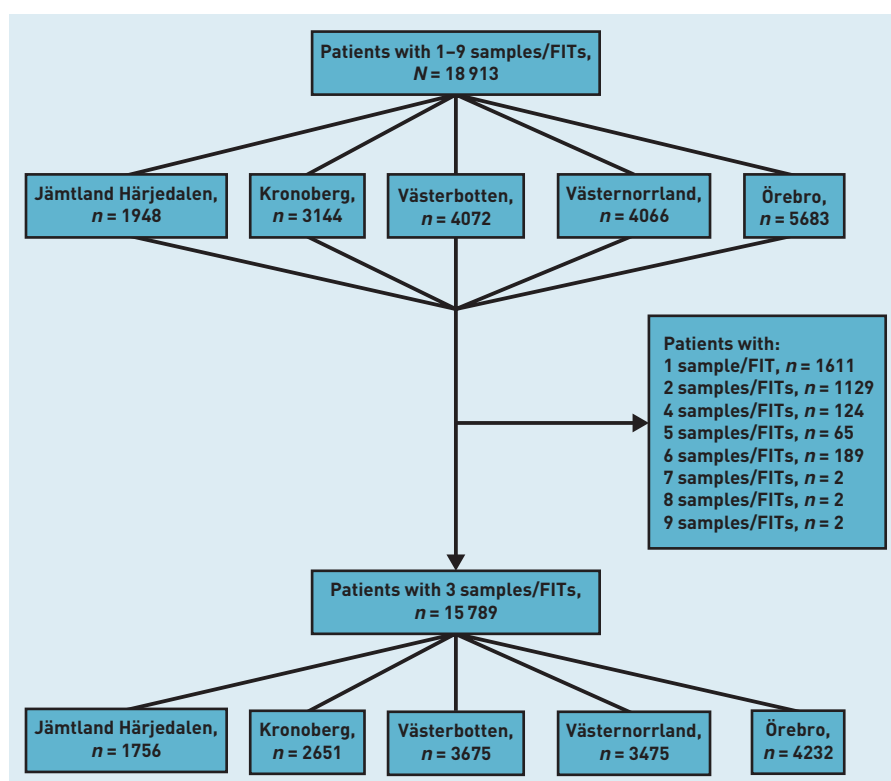 Patients with 1–9 samples/FITs,
N = 18 913
Jämtland Härjedalen,
n = 1948
Kronoberg,
n = 3144
Västerbotten,
n = 4072
Västernorrland,
n = 4066
Örebro,
n = 5683
Patients with:
1 sample/FIT, n = 1611
2 samples/FITs, n = 1129
4 samples/FITs, n = 124
5 samples/FITs, n = 65
6 samples/FITs, n = 189
7 samples/FITs, n = 2
8 samples/FITs, n = 2
9 samples/FITs, n = 2
Patients with 3 samples/FITs,
n = 15 789
Jämtland Härjedalen,
n = 1756
Kronoberg,
n = 2651
Västerbotten,
n = 3675
Västernorrland,
n = 3475
Örebro,
n = 4232